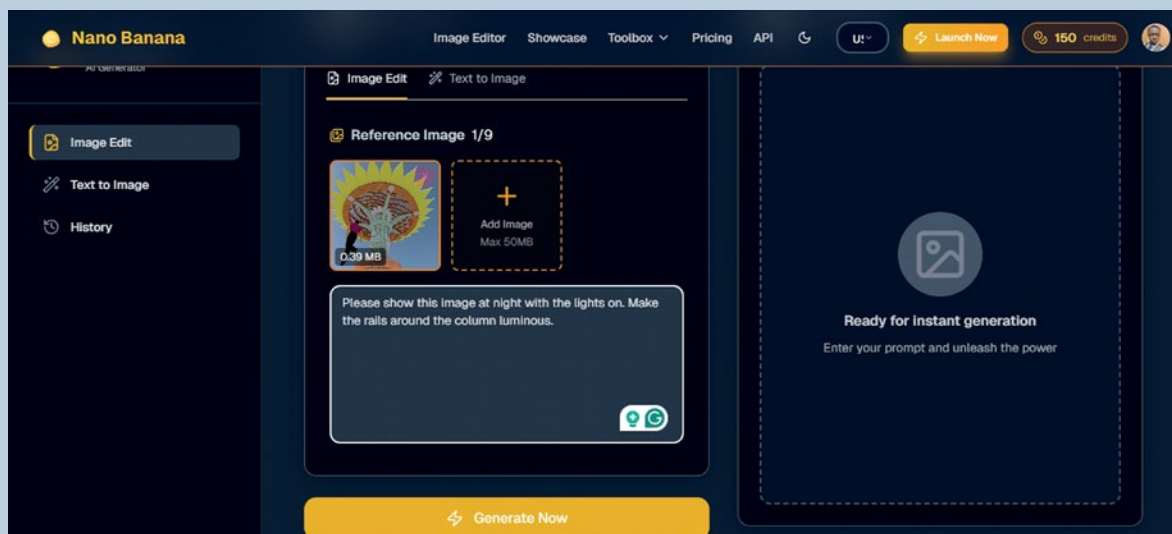 Nano Banana
Image Editor Showcase Toolbox Pricing API Launch Now 150 credits
AI Generator
Image Edit
Text to Image
History
Image Edit Text to Image
Reference Image 1/9
0.39 MB
Add Image
Max 50MB
Please show this image at night with the lights on. Make
the rails around the column luminous.
Generate Now
Ready for instant generation
Enter your prompt and unleash the power